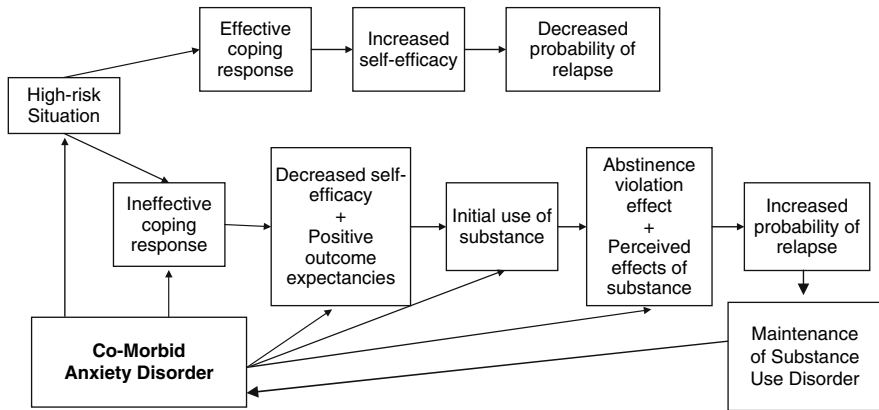 Effective
coping
response
Increased
self-efficacy
Decreased
probability of
relapse
High-risk
Situation
Ineffective
coping
response
Decreased self-
efficacy
+
Positive
outcome
expectancies
Initial use of
substance
Abstinence
violation
effect
+
Perceived
effects of
substance
Increased
probability of
relapse
Co-Morbid
Anxiety Disorder
Maintenance
of Substance
Use Disorder